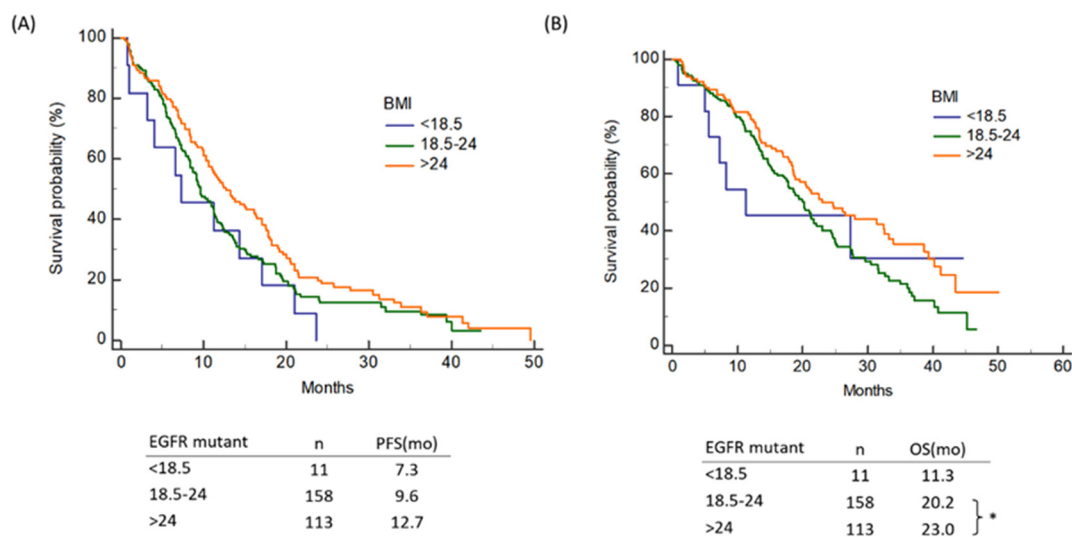 (A)
100
80
60
40
20
0
Survival probability (%)
BMI
<18.5
18.5-24
>24
0 10 20 30 40 50
Months
EGFR mutant n PFS(mo)
<18.5 11 7.3
18.5-24 158 9.6
>24 113 12.7
(B)
100
80
60
40
20
0
Survival probability (%)
BMI
<18.5
18.5-24
>24
0 10 20 30 40 50 60
Months
EGFR mutant n OS(mo)
<18.5 11 11.3
18.5-24 158 20.2
*
>24 113 23.0